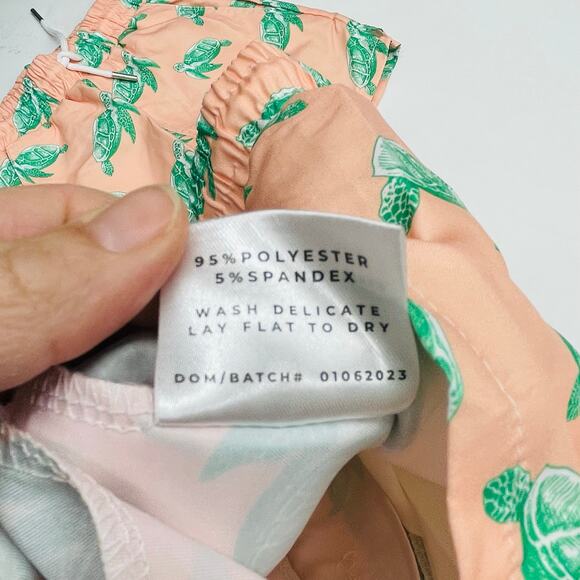 95%POLYESTER
5%SPANDEX
WASH DELICATE
LAY FLAT TO DRY
DOM/BATCH# 01062023